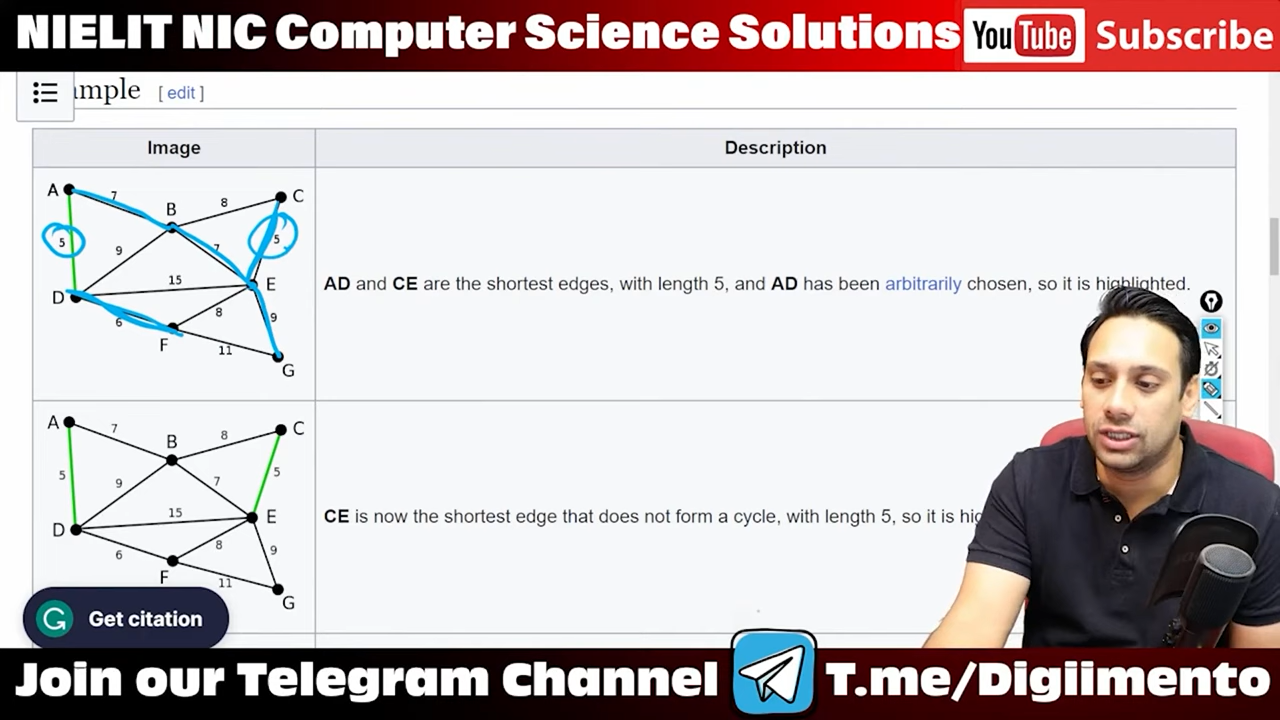 NIELIT NIC Computer Science Solutions YouTube Subscribe
mple [ edit ]
Image Description
A 7 B 8 C
5 9 7 5
D 15 E
6 8 9
F 11 G
AD and CE are the shortest edges, with length 5, and AD has been arbitrarily chosen, so it is highlighted.
A 7 B 8 C
5 9 7 5
D 15 E
6 8 9
F 11 G
CE is now the shortest edge that does not form a cycle, with length 5, so it is hig
G Get citation
Join our Telegram Channel T.me/Digiimento